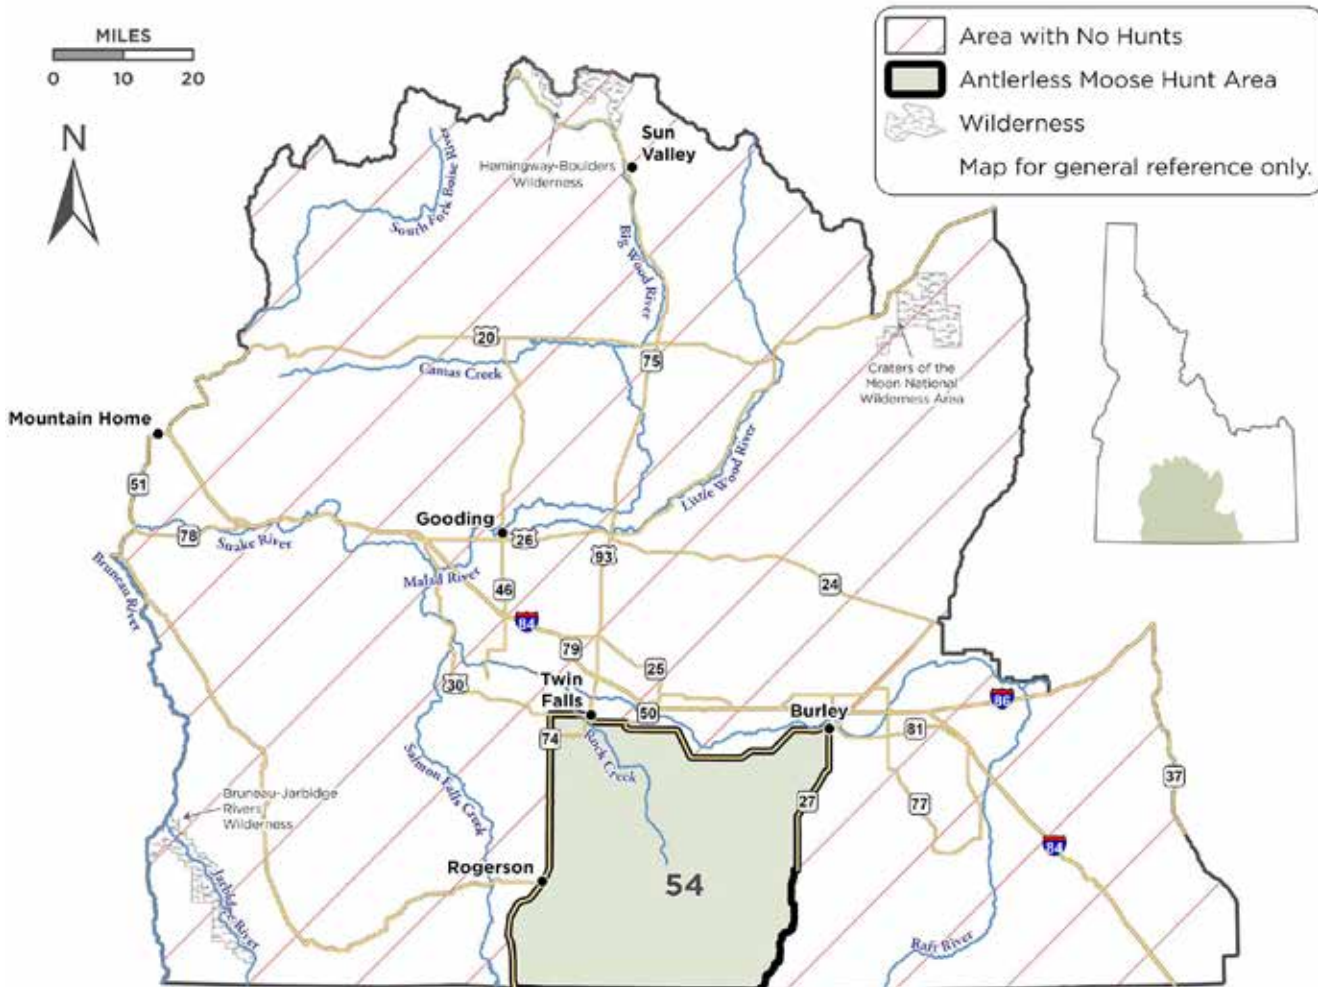 MILES
0 10 20
N
Area with No Hunts
Antlerless Moose Hunt Area
Wilderness
Map for general reference only.
Sun
Valley
Hemingway-Boulders
Wilderness
South Fork Boise River
Big Wood River
20
75
Camas Creek
Craters of the
Moon National
Wilderness Area
Mountain Home
51
Little Wood River
Gooding
26
78
Snake River
93
Bruneau River
Malad River
46
24
84
79
25
30
Twin
Falls
50
Burley
86
81
74
Rock Creek
37
Salmon Falls Creek
27
77
Bruneau-Jarbidge
Rivers
Wilderness
84
Rogerson
54
Jarbidge River
Raft River